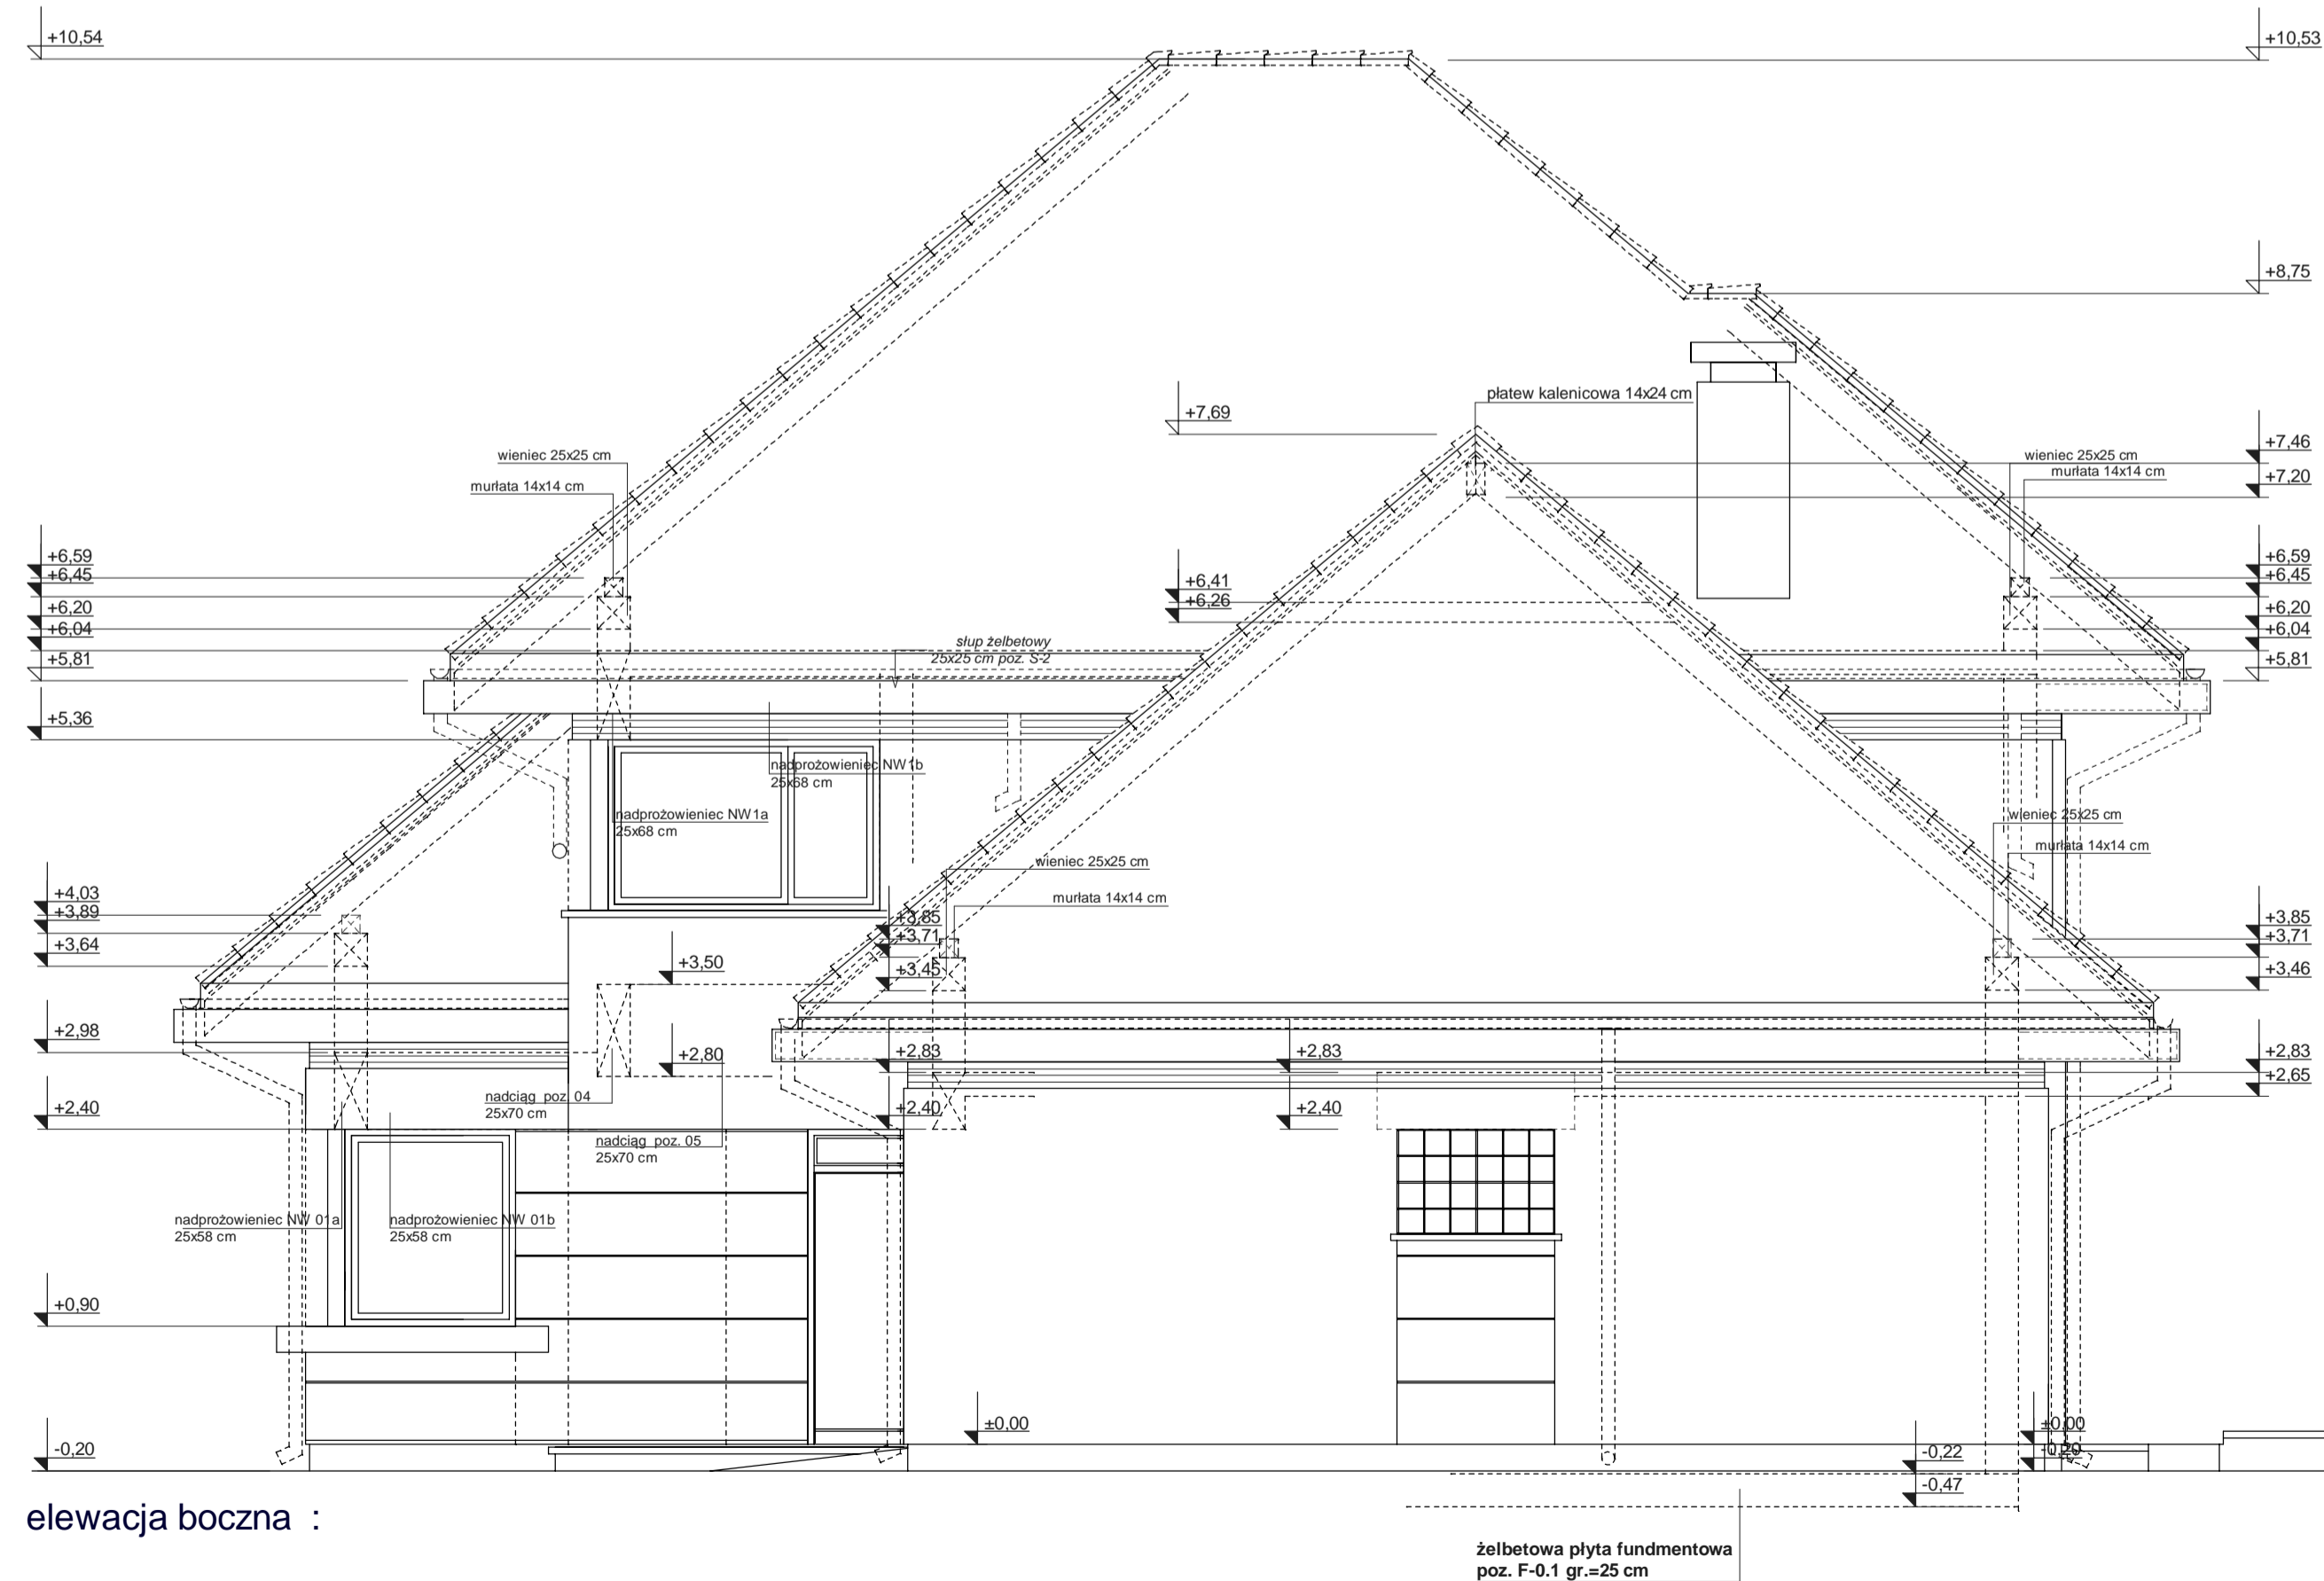 +10,54
+10,53
+8,75
płatew kalenicowa 14x24 cm
+7,69
+7,46
wieniec 25x25 cm
wieniec 25x25 cm
murłata 14x14 cm
+7,20
murłata 14x14 cm
+6,59
+6,45
+6,20
+6,04
+5,81
+5,36
+6,41
+6,26
+6,59
+6,45
+6,20
+6,04
+5,81
słup żelbetowy
25x25 cm poz. S-2
nadprożowieniec NW1b
25x68 cm
nadprożowieniec NW1a
25x68 cm
wieniec 25x25 cm
murłata 14x14 cm
wieniec 25x25 cm
murłata 14x14 cm
+4,03
+3,89
+3,64
+2,98
+2,40
+3,50
+2,80
+3,85
+3,71
+3,45
+2,83
+2,40
+2,83
+2,40
+3,85
+3,71
+3,46
+2,83
+2,65
nadciąg poz. 04
25x70 cm
nadciąg poz. 05
25x70 cm
nadprożowieniec NW 01a
25x58 cm
nadprożowieniec NW 01b
25x58 cm
+0,90
-0,20
±0,00
±0,00
-0,20
-0,22
-0,47
elewacja boczna :
żelbetowa płyta fundmentowa
poz. F-0.1 gr.=25 cm